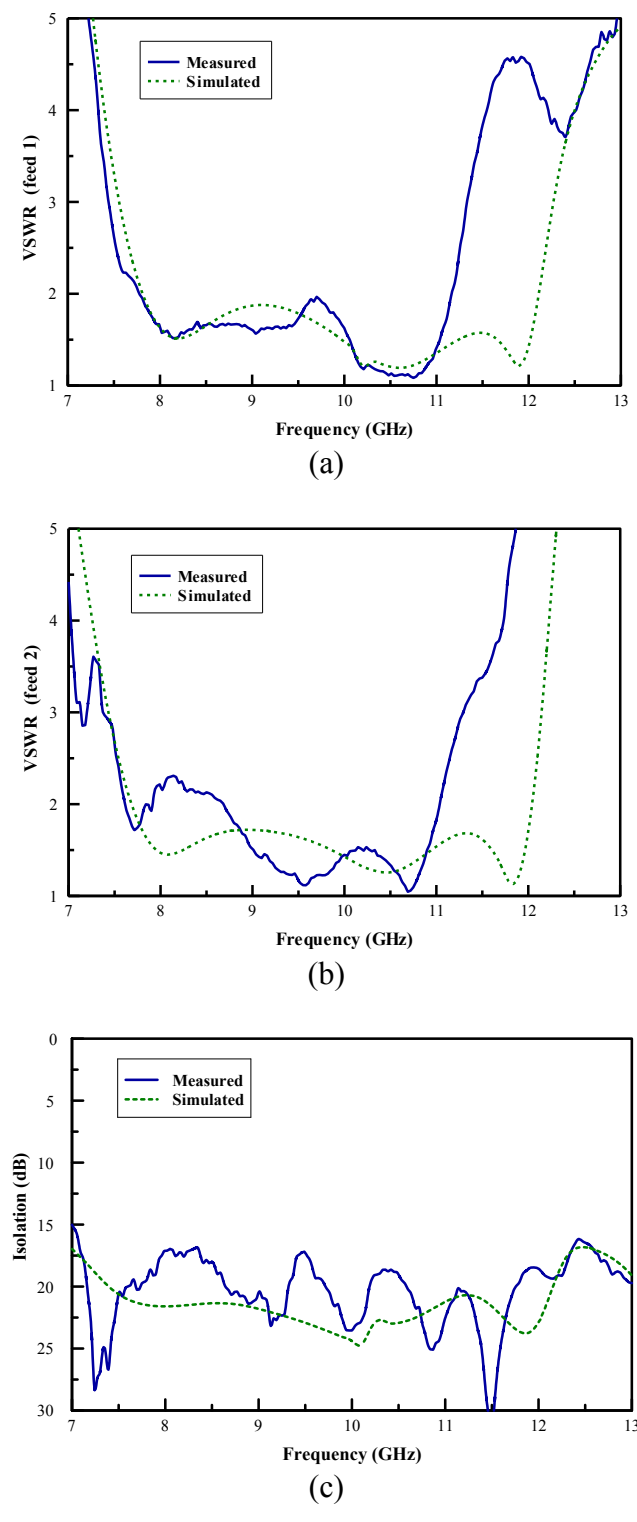 5
4
3
2
1
VSWR (feed 1)
Measured
Simulated
7 8 9 10 11 12 13
Frequency (GHz)
(a)
5
4
3
2
1
VSWR (feed 2)
Measured
Simulated
7 8 9 10 11 12 13
Frequency (GHz)
(b)
0
5
10
15
20
25
30
Isolation (dB)
Measured
Simulated
7 8 9 10 11 12 13
Frequency (GHz)
(c)